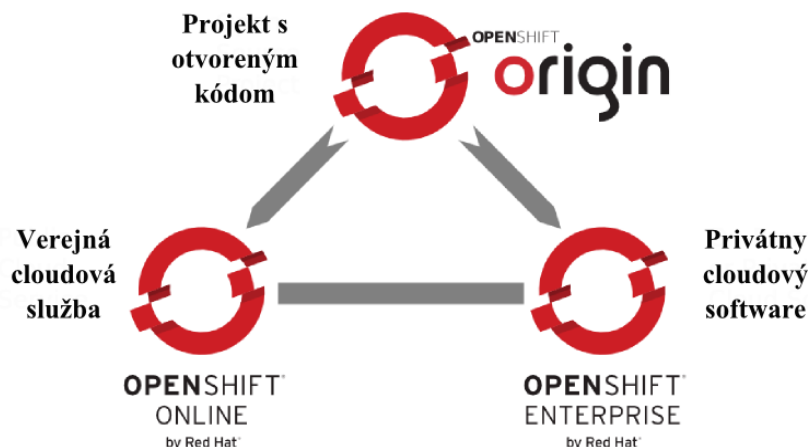 Projekt s
otvoreným
kódom
OPENSHIFT
origin
Verejná
cloudová
služba
Privátny
cloudový
software
OPENSHIFT
ONLINE
by Red Hat
OPENSHIFT
ENTERPRISE
by Red Hat